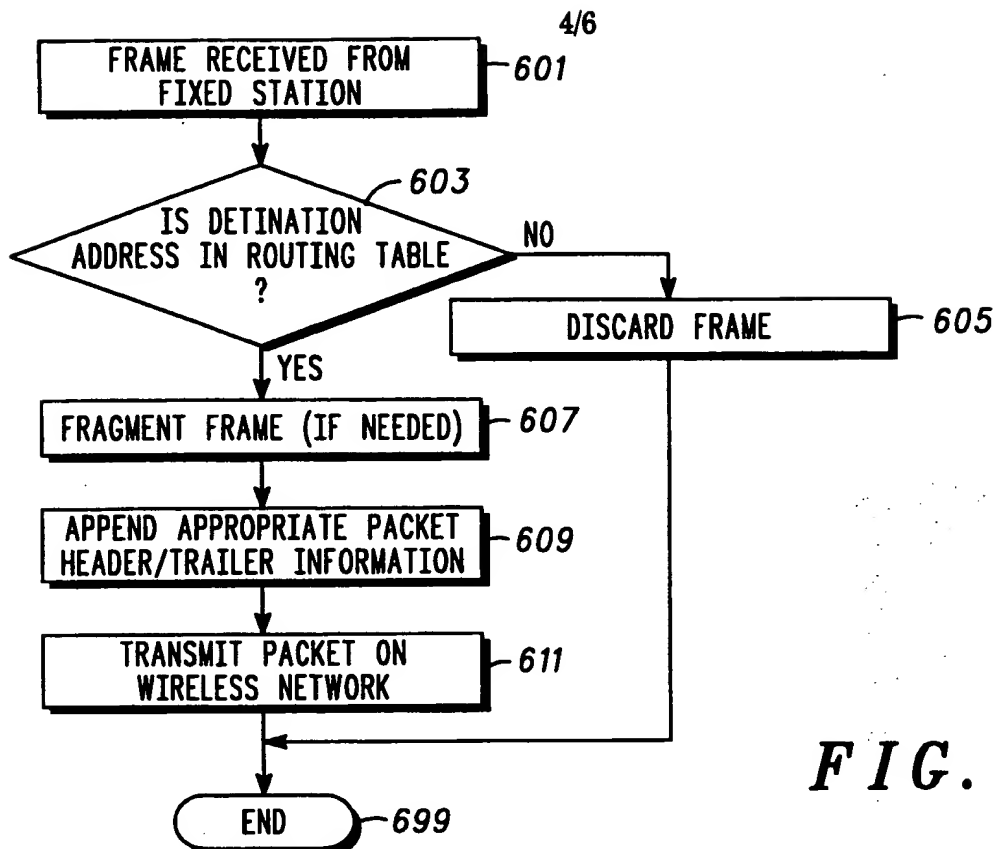 4/6
FRAME RECEIVED FROM
FIXED STATION
601
603
IS DETINATION
ADDRESS IN ROUTING TABLE
?
NO
DISCARD FRAME
605
YES
FRAGMENT FRAME (IF NEEDED)
607
APPEND APPROPRIATE PACKET
HEADER/TRAILER INFORMATION
609
TRANSMIT PACKET ON
WIRELESS NETWORK
611
END
699
FIG.